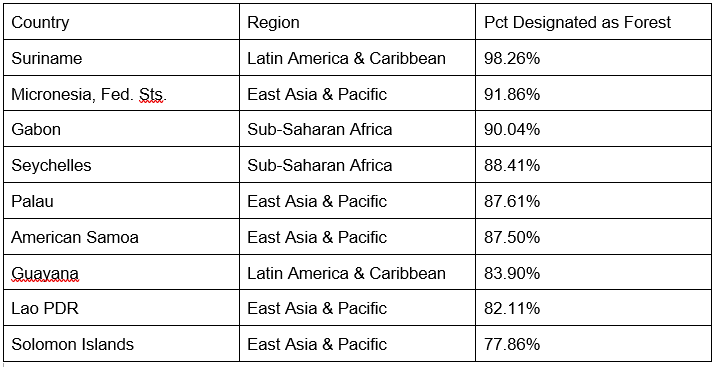 Country Region Pct Designated as Forest
Suriname Latin America & Caribbean 98.26%
Micronesia, Fed. Sts. East Asia & Pacific 91.86%
Gabon Sub-Saharan Africa 90.04%
Seychelles Sub-Saharan Africa 88.41%
Palau East Asia & Pacific 87.61%
American Samoa East Asia & Pacific 87.50%
Guayana Latin America & Caribbean 83.90%
Lao PDR East Asia & Pacific 82.11%
Solomon Islands East Asia & Pacific 77.86%